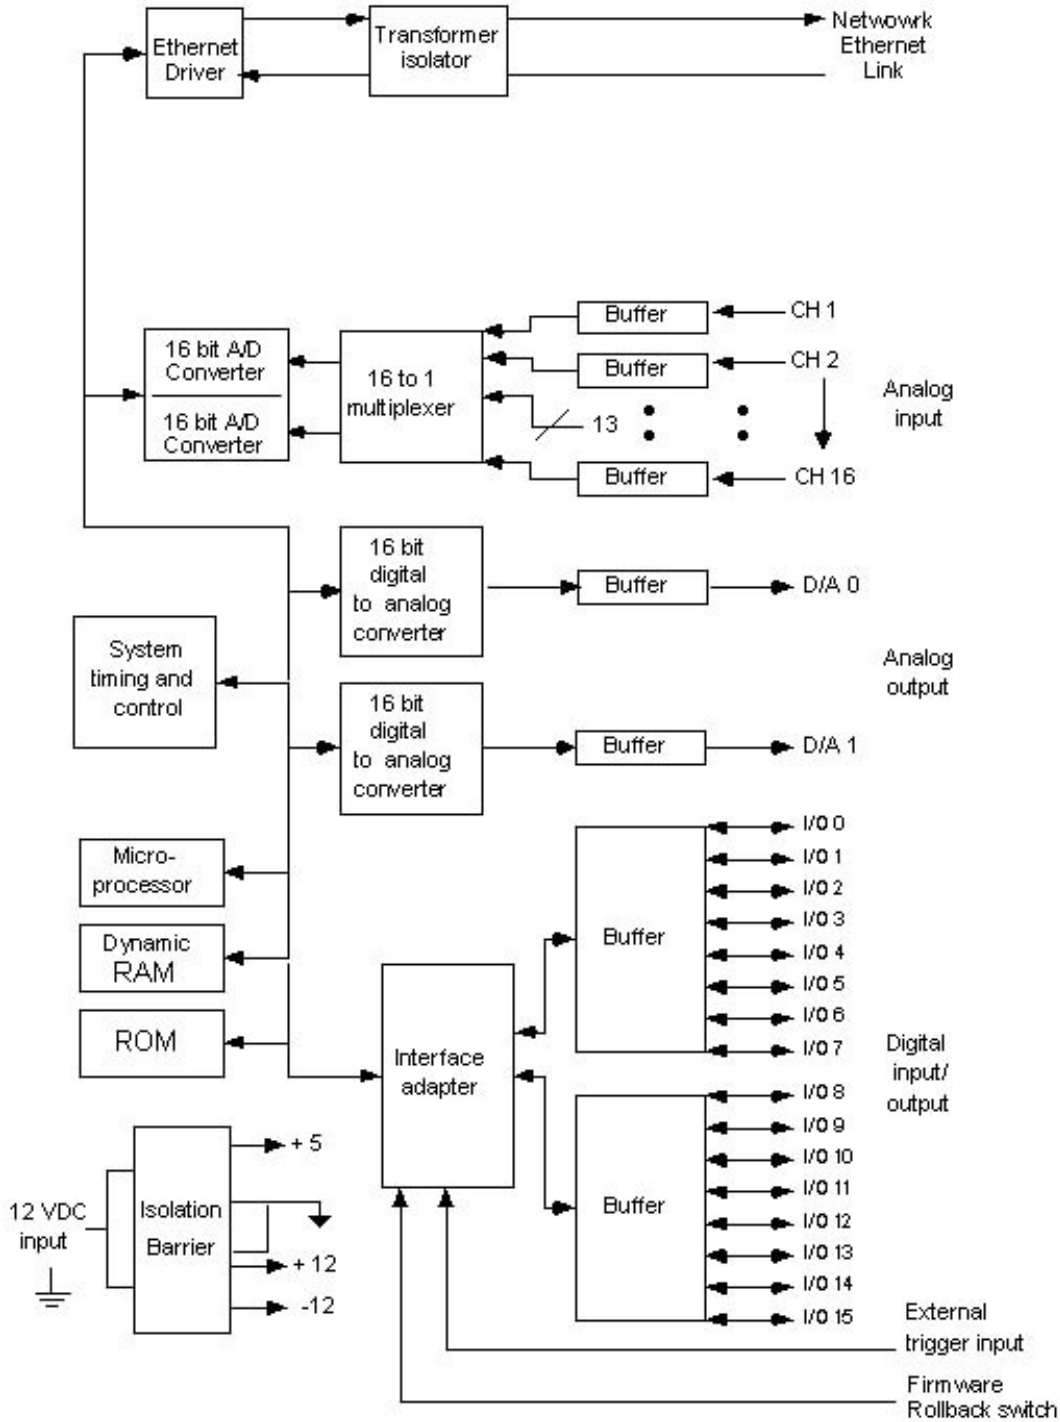 Ethernet
Driver
Transformer
isolator
Netwowrk
Ethernet
Link
16 bit A/D
Converter
16 bit A/D
Converter
16 to 1
multiplexer
Buffer
CH 1
Buffer
CH 2
13
Buffer
CH 16
Analog
input
16 bit
digital
to analog
converter
Buffer
D/A 0
System
timing and
control
16 bit
digital
to analog
converter
Buffer
D/A 1
Analog
output
Micro-
processor
Dynamic
RAM
ROM
Interface
adapter
Buffer
I/O 0
I/O 1
I/O 2
I/O 3
I/O 4
I/O 5
I/O 6
I/O 7
Buffer
I/O 8
I/O 9
I/O 10
I/O 11
I/O 12
I/O 13
I/O 14
I/O 15
Digital
input/
output
12 VDC
input
Isolation
Barrier
+ 5
+ 12
-12
External
trigger input
Firmware
Rollback switch